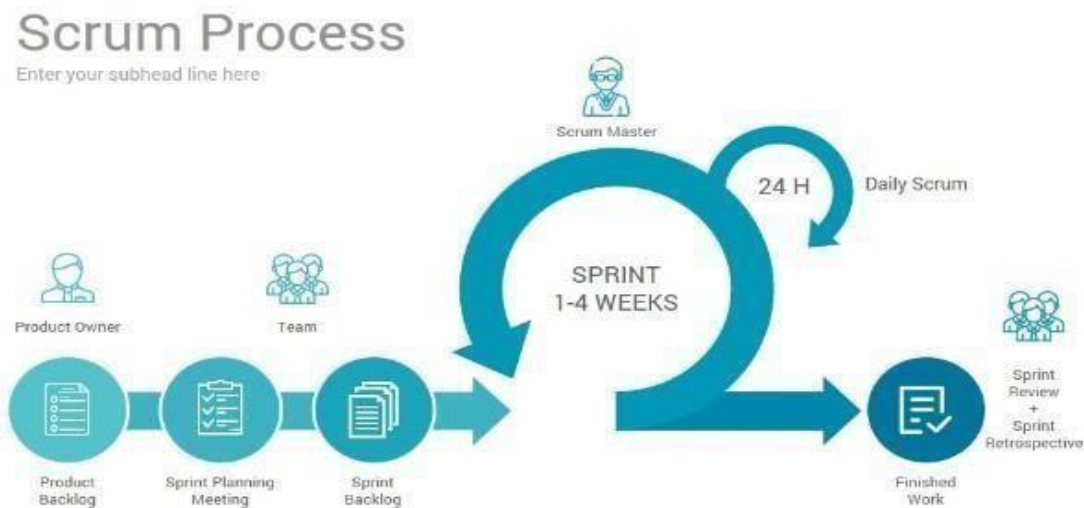 Scrum Process
Enter your subhead line here
Scrum Master
24 H
Daily Scrum
SPRINT
1-4 WEEKS
Product Owner
Team
Sprint
Review
+
Sprint
Retrospective
Product
Backlog
Sprint Planning
Meeting
Sprint
Backlog
Finished
Work